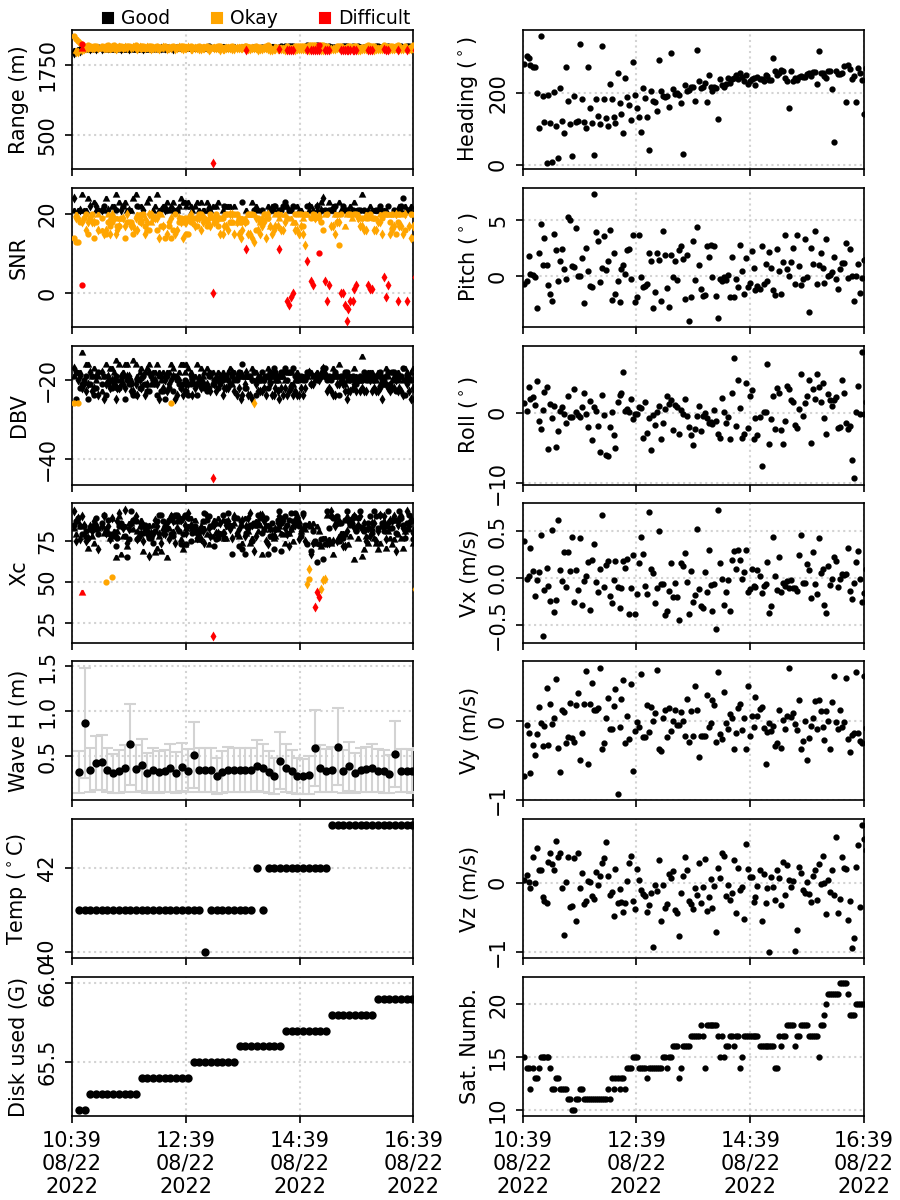 Good Okay Difficult
Range (m)
1750
500
Heading (°)
200
0
SNR
20
0
Pitch (°)
5
0
DBV
−20
−40
Roll (°)
0
−10
Xc
75
50
25
Vx (m/s)
0.5
0.0
−0.5
Wave H (m)
1.5
1.0
0.5
Vy (m/s)
0
−1
Temp (°C)
42
40
Vz (m/s)
0
−1
Disk used (G)
66.0
65.5
Sat. Numb.
20
15
10
10:39 12:39 14:39 16:39
08/22 08/22 08/22 08/22
2022 2022 2022 2022
10:39 12:39 14:39 16:39
08/22 08/22 08/22 08/22
2022 2022 2022 2022